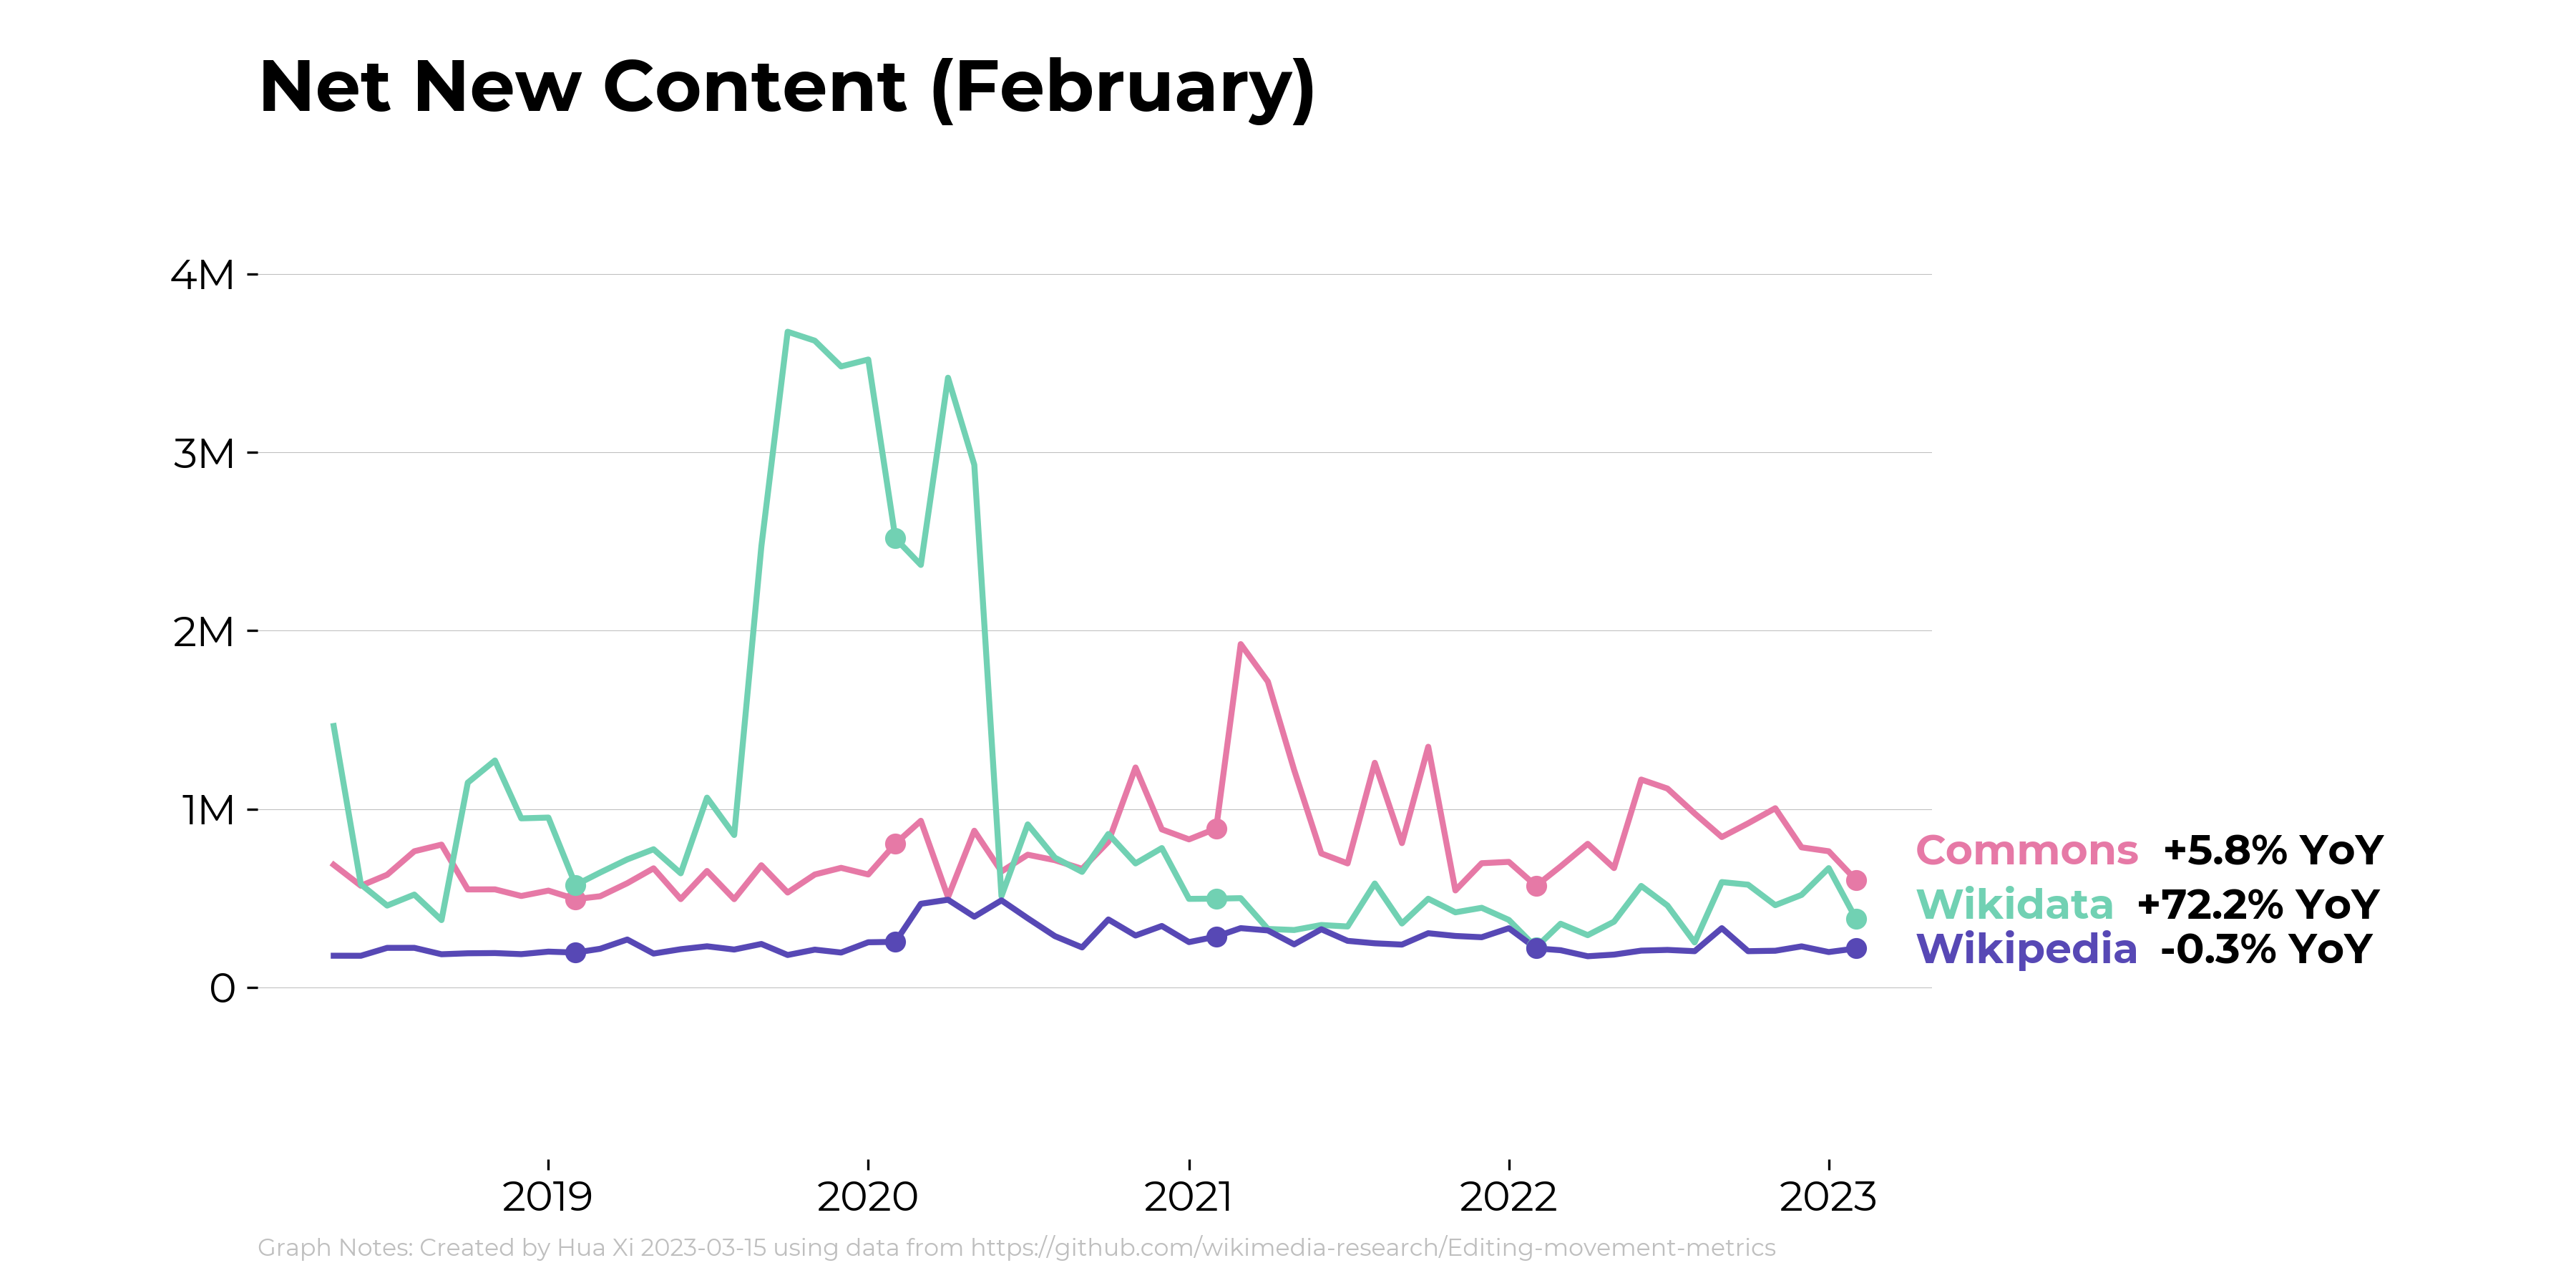 Net New Content (February)
4M
3M
2M
1M
0
Commons +5.8% YoY
Wikidata +72.2% YoY
Wikipedia -0.3% YoY
2019 2020 2021 2022 2023
Graph Notes: Created by Hua Xi 2023-03-15 using data from https://github.com/wikimedia-research/Editing-movement-metrics